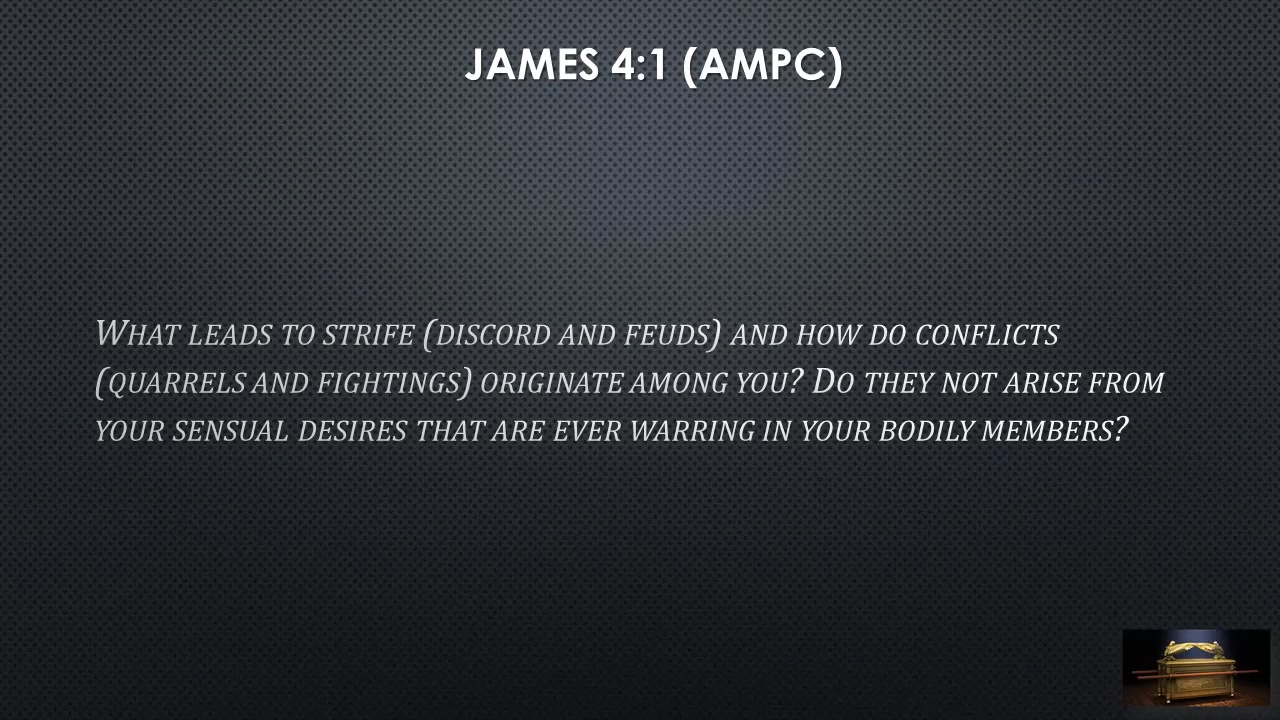 JAMES 4:1 (AMPC)
What leads to strife (discord and feuds) and how do conflicts
(quarrels and fightings) originate among you? Do they not arise from
your sensual desires that are ever warring in your bodily members?